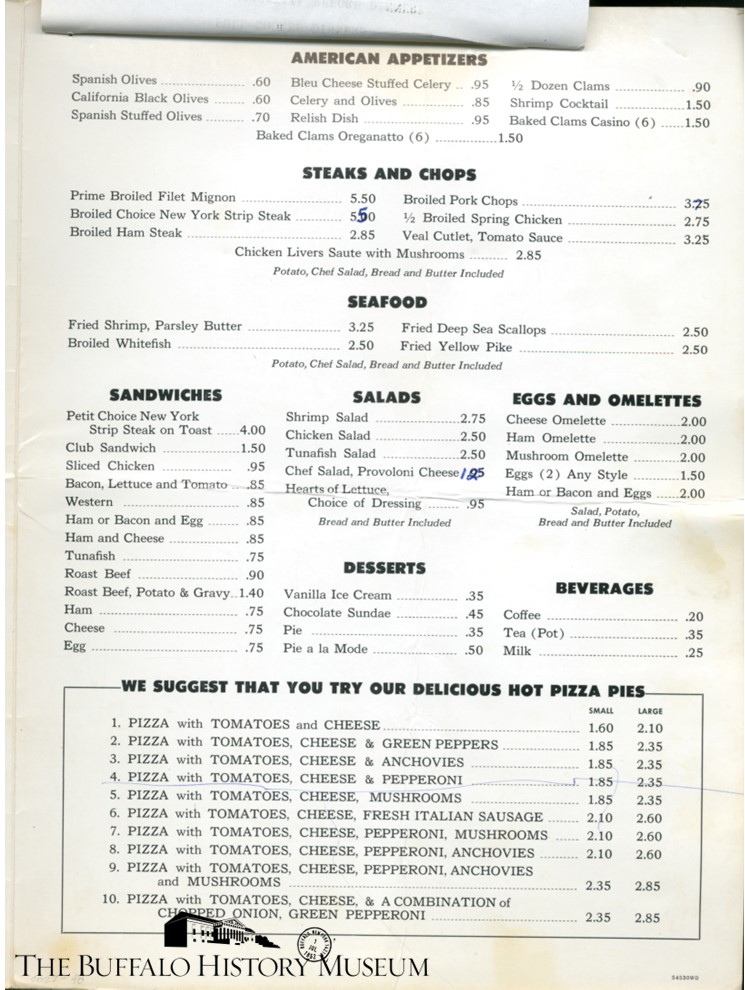 AMERICAN APPETIZERS
Spanish Olives .60
California Black Olives .60
Spanish Stuffed Olives .70
Bleu Cheese Stuffed Celery .95
Celery and Olives .85
Relish Dish .95
½ Dozen Clams .90
Shrimp Cocktail 1.50
Baked Clams Casino (6) 1.50
Baked Clams Oreganatto (6) 1.50
STEAKS AND CHOPS
Prime Broiled Filet Mignon 5.50
Broiled Choice New York Strip Steak 5.50
Broiled Ham Steak 2.85
Broiled Pork Chops 3.75
½ Broiled Spring Chicken 2.75
Veal Cutlet, Tomato Sauce 3.25
Chicken Livers Saute with Mushrooms 2.85
Potato, Chef Salad, Bread and Butter Included
SEAFOOD
Fried Shrimp, Parsley Butter 3.25
Broiled Whitefish 2.50
Fried Deep Sea Scallops 2.50
Fried Yellow Pike 2.50
Potato, Chef Salad, Bread and Butter Included
SANDWICHES
Petit Choice New York
Strip Steak on Toast 4.00
Club Sandwich 1.50
Sliced Chicken .95
Bacon, Lettuce and Tomato .85
Western .85
Ham or Bacon and Egg .85
Ham and Cheese .85
Tunafish .75
Roast Beef .90
Roast Beef, Potato & Gravy 1.40
Ham .75
Cheese .75
Egg .75
SALADS
Shrimp Salad 2.75
Chicken Salad 2.50
Tunafish Salad 2.50
Chef Salad, Provoloni Cheese
Hearts of Lettuce,
Choice of Dressing .95
Bread and Butter Included
DESSERTS
Vanilla Ice Cream .35
Chocolate Sundae .45
Pie .35
Pie a la Mode .50
EGGS AND OMELETTES
Cheese Omelette 2.00
Ham Omelette 2.00
Mushroom Omelette 2.00
Eggs (2) Any Style 1.50
Ham or Bacon and Eggs 2.00
Salad, Potato,
Bread and Butter Included
BEVERAGES
Coffee .20
Tea (Pot) .35
Milk .25
WE SUGGEST THAT YOU TRY OUR DELICIOUS HOT PIZZA PIES
SMALL LARGE
1. PIZZA with TOMATOES and CHEESE 1.60 2.10
2. PIZZA with TOMATOES, CHEESE & GREEN PEPPERS 1.85 2.35
3. PIZZA with TOMATOES, CHEESE & ANCHOVIES 1.85 2.35
4. PIZZA with TOMATOES, CHEESE & PEPPERONI 1.85 2.35
5. PIZZA with TOMATOES, CHEESE, MUSHROOMS 1.85 2.35
6. PIZZA with TOMATOES, CHEESE, FRESH ITALIAN SAUSAGE 2.10 2.60
7. PIZZA with TOMATOES, CHEESE, PEPPERONI, MUSHROOMS 2.10 2.60
8. PIZZA with TOMATOES, CHEESE, PEPPERONI, ANCHOVIES 2.10 2.60
9. PIZZA with TOMATOES, CHEESE, PEPPERONI, ANCHOVIES
and MUSHROOMS 2.35 2.85
10. PIZZA with TOMATOES, CHEESE, & A COMBINATION of
CHOPPED ONION, GREEN PEPPERONI 2.35 2.85
THE BUFFALO HISTORY MUSEUM